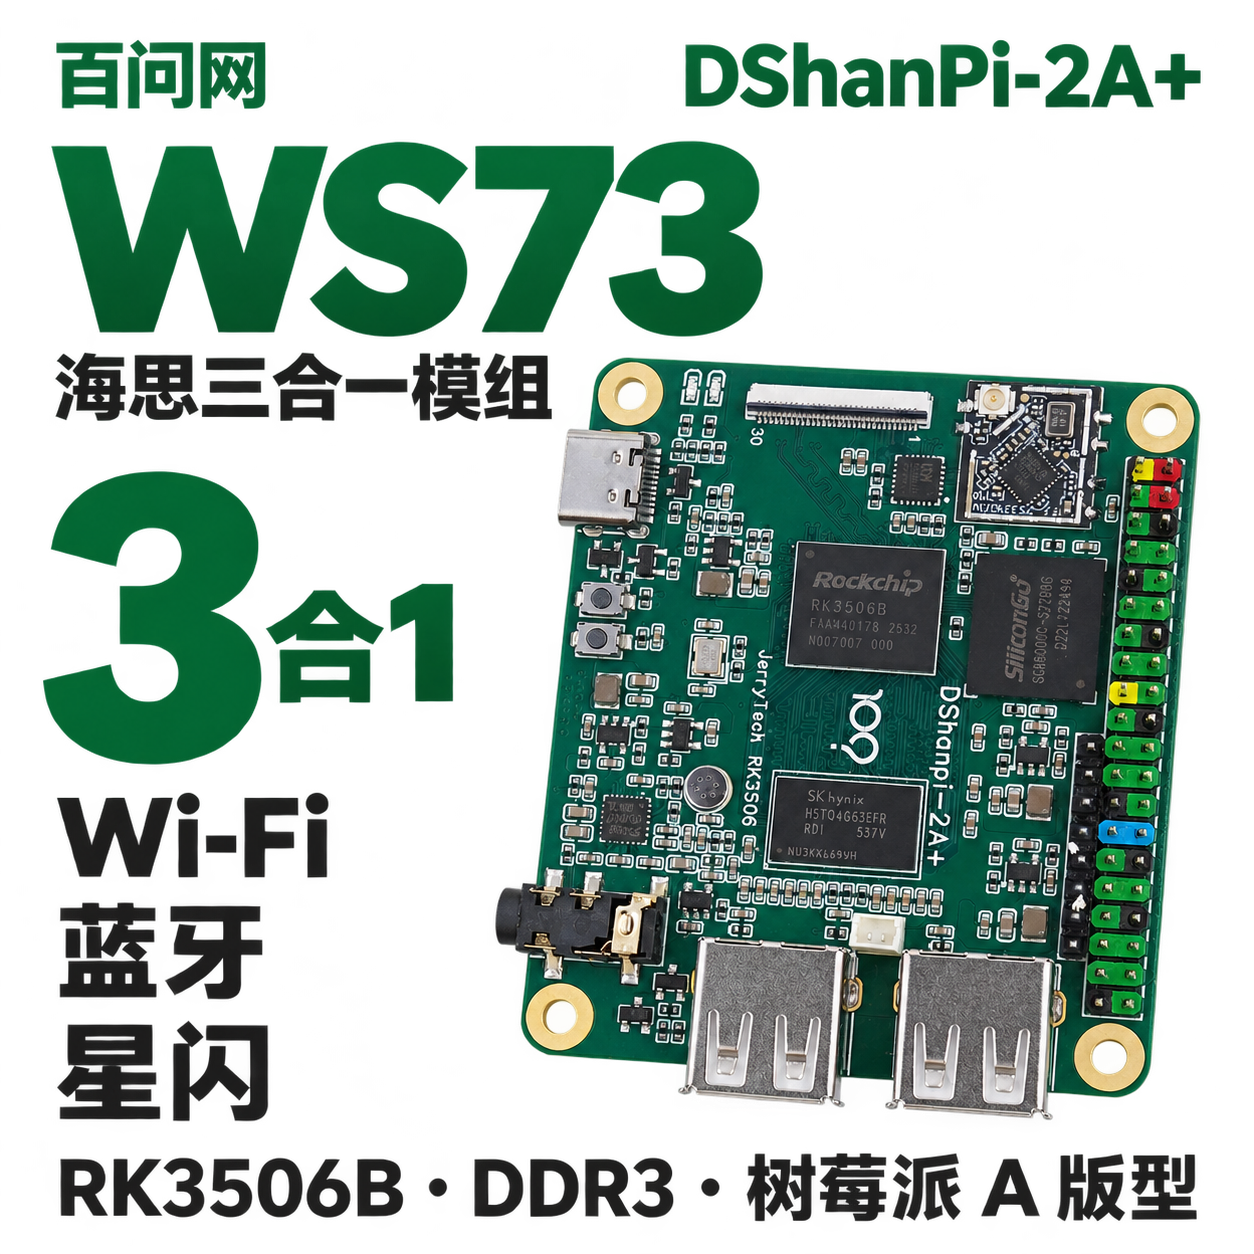 百问网
DShanPi-2A+
WS73
海思三合一模组
3合1
Wi-Fi
蓝牙
星闪
30
1
Rockchip
RK3506B
2532
N007007 00D
SiliconGo
JerryTech RK3506
100
DShanpi-2A+
SK hynix
H5TQ4G63EFR
RDI 537V
RK3506B · DDR3 · 树莓派 A 版型